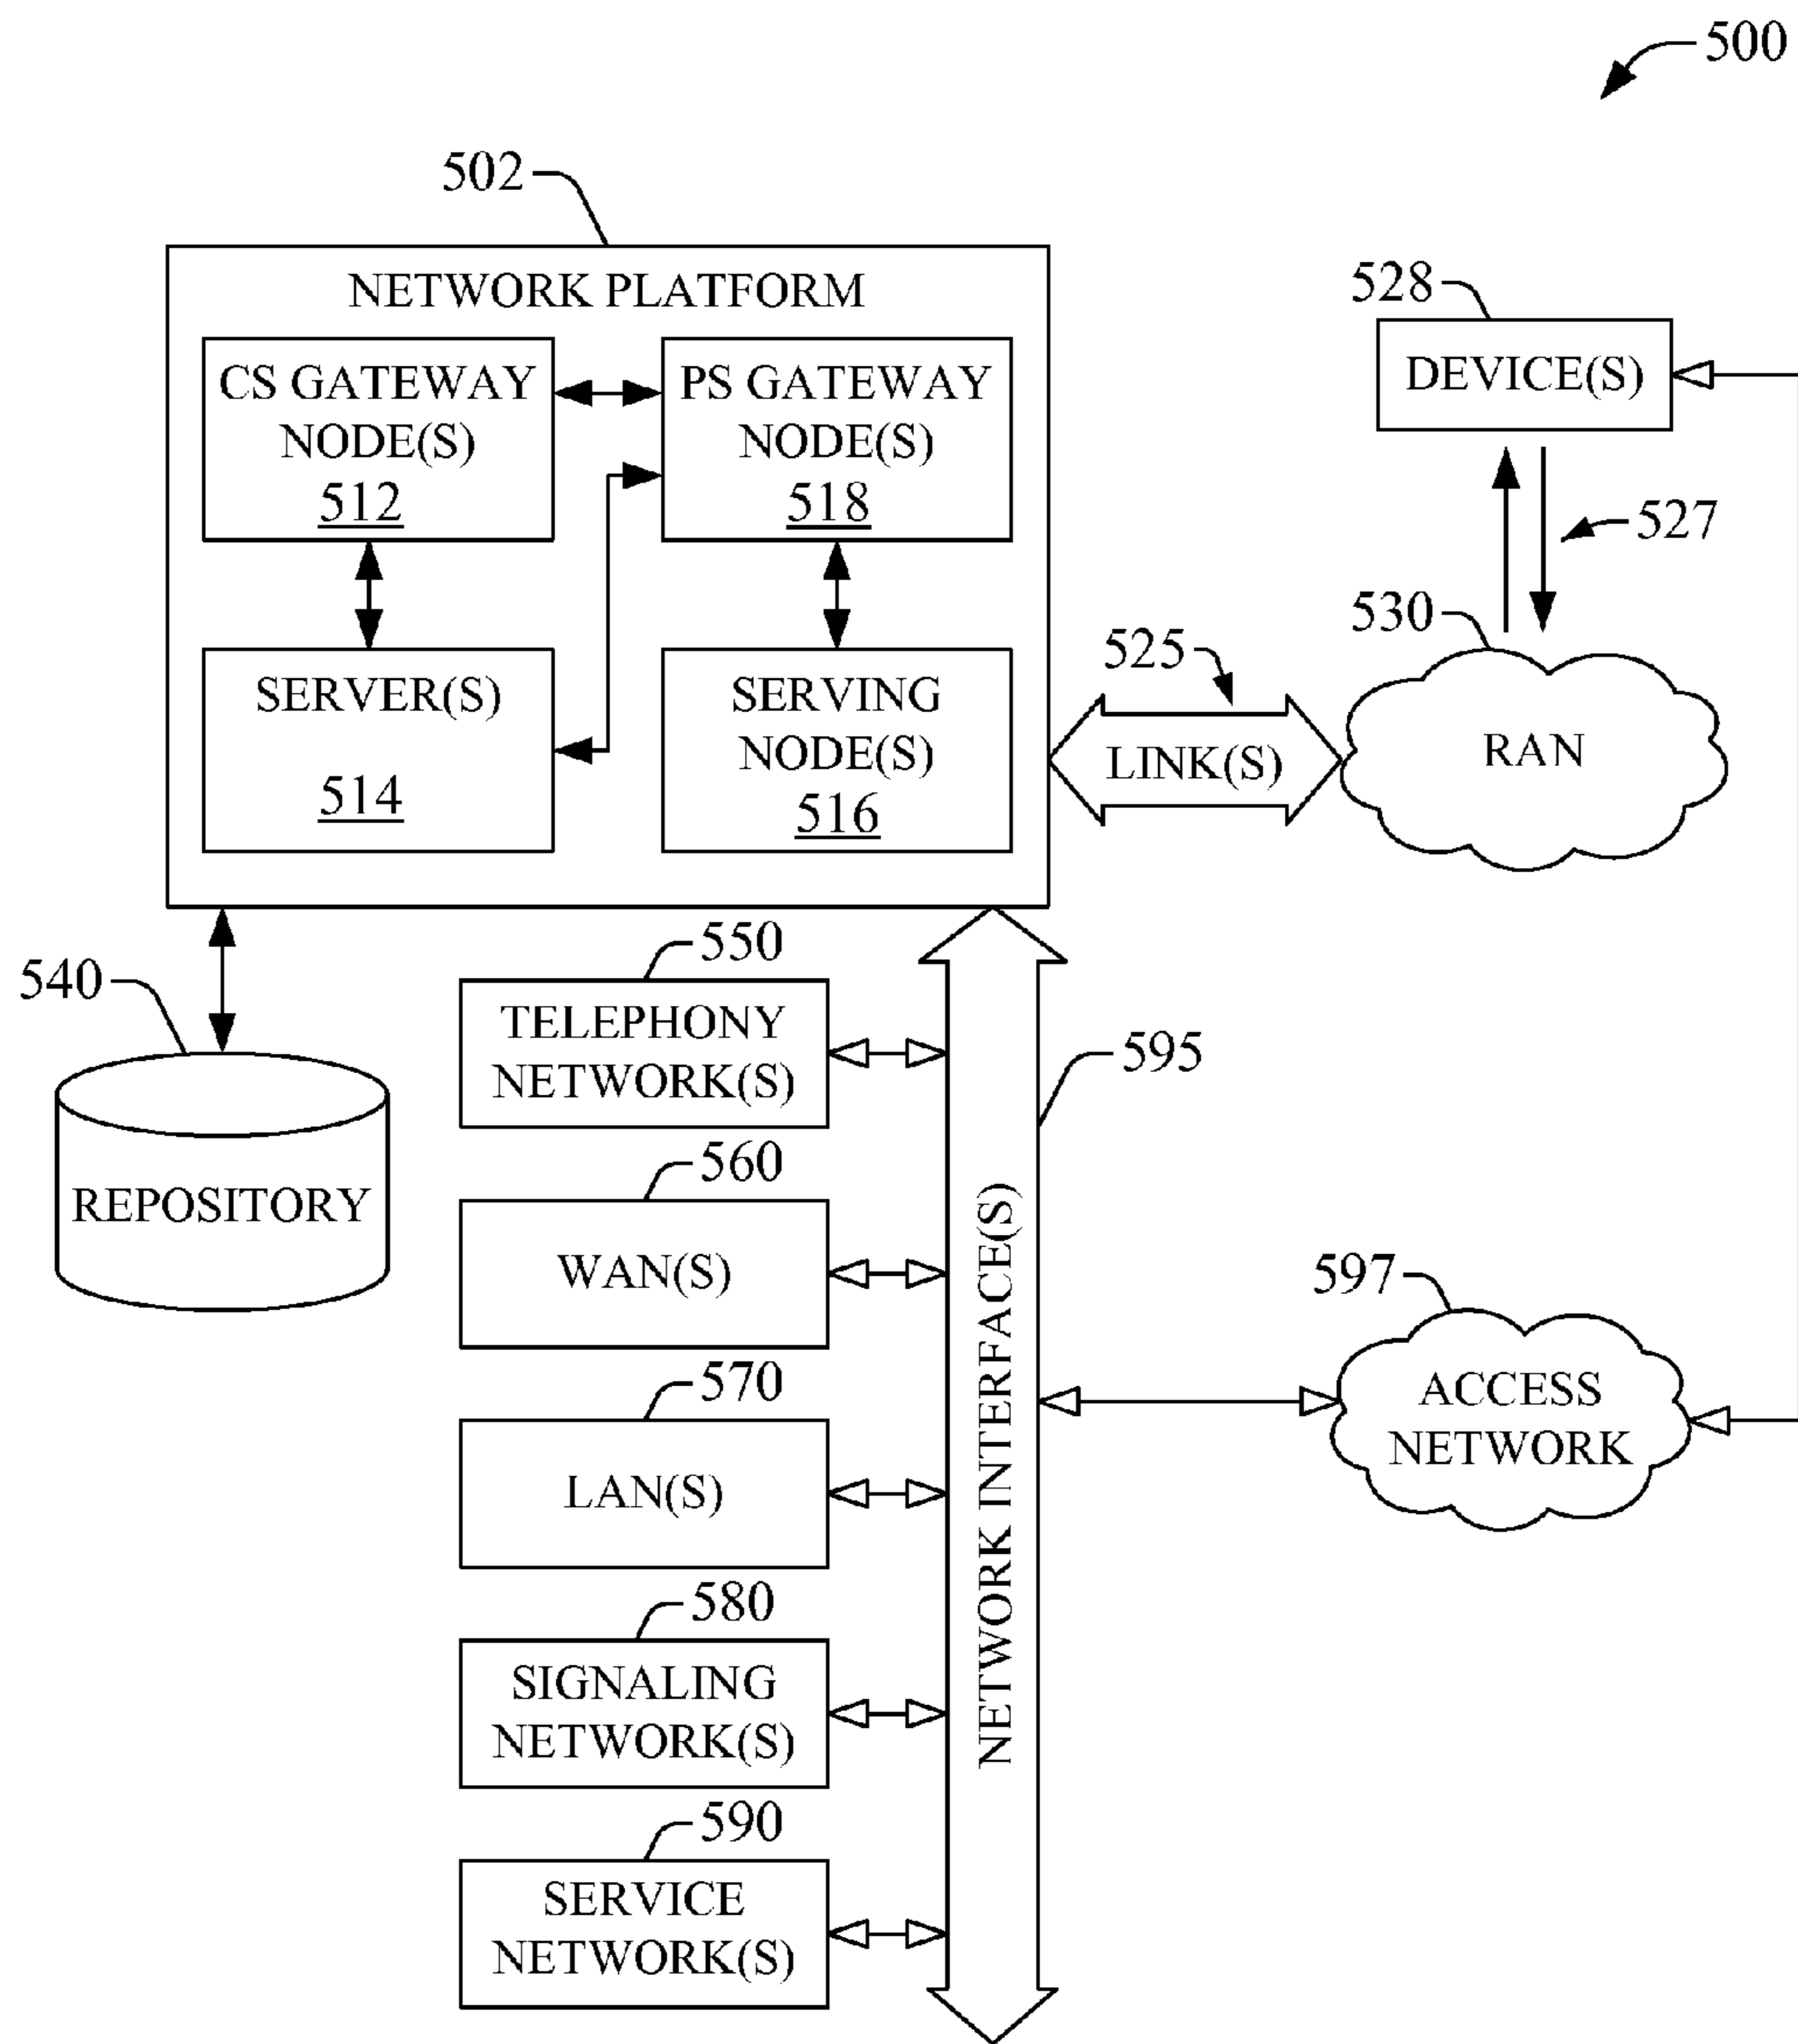 500
502
NETWORK PLATFORM
CS GATEWAY
NODE(S)
512
PS GATEWAY
NODE(S)
518
SERVER(S)
514
SERVING
NODE(S)
516
528
DEVICE(S)
527
530
RAN
525
LINK(S)
540
REPOSITORY
550
TELEPHONY
NETWORK(S)
560
WAN(S)
570
LAN(S)
580
SIGNALING
NETWORK(S)
590
SERVICE
NETWORK(S)
595
NETWORK INTERFACE(S)
597
ACCESS
NETWORK